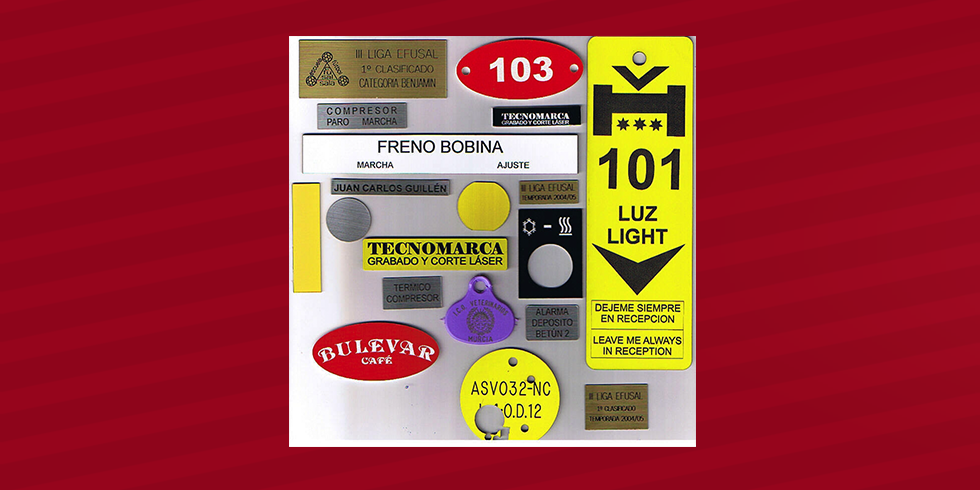 III LIGA EFUSAL
1º CLASIFICADO
CATEGORIA BENJAMIN
103
COMPRESOR
PARO MARCHA
TECNOMARCA
GRABADO Y CORTE LÁSER
FRENO BOBINA
MARCHA AJUSTE
JUAN CARLOS GUILLÉN
III LIGA EFUSAL
TEMPORADA 2004/05
TECNOMARCA
GRABADO Y CORTE LÁSER
TERMICO
COMPRESOR
I.C.O. VETERINARIOS
MURCIA
ALARMA
DEPOSITO
BETÚN 2
BULEVAR
CAFÉ
ASV032-NC
O.D.12
III LIGA EFUSAL
1º CLASIFICADO
TEMPORADA 2004/05
101
LUZ
LIGHT
DEJEME SIEMPRE
EN RECEPCION
LEAVE ME ALWAYS
IN RECEPTION